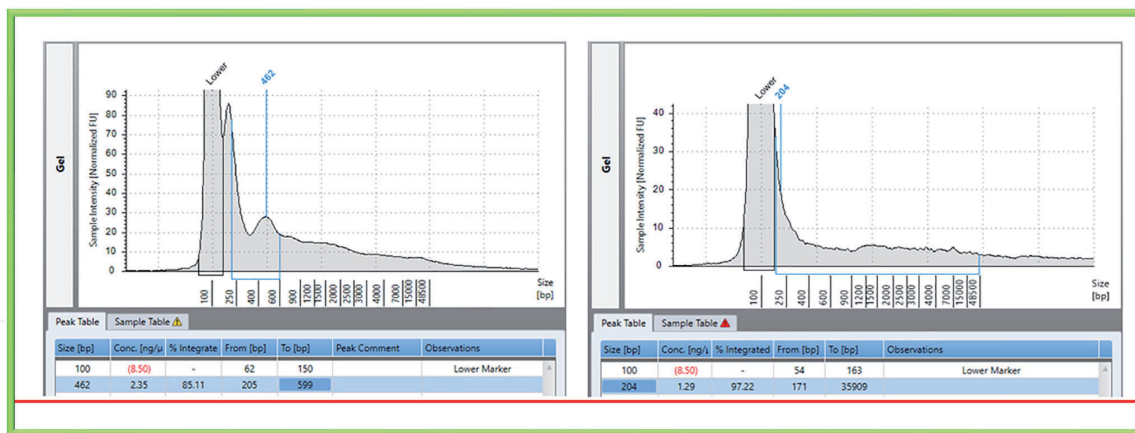 Gel
Sample Intensity [Normalized FU]
90
80
70
60
50
40
30
20
10
0
Lower
462
100
250
400
600
900
1200
1500
2000
2500
3000
4000
7000
15000
48500
Size
[bp]
Peak Table Sample Table
Size [bp] Conc. [ng/µ % Integrate From [bp] To [bp] Peak Comment Observations
100 (8.50) - 62 150 Lower Marker
462 2.35 85.11 205 599
Gel
Sample Intensity [Normalized FU]
40
30
20
10
0
Lower
204
100
250
400
600
900
1200
1500
2000
2500
3000
4000
7000
15000
48500
Size
[bp]
Peak Table Sample Table
Size [bp] Conc. [ng/µ % Integrated From [bp] To [bp] Observations
100 (8.50) - 54 163 Lower Marker
204 1.29 97.22 171 35909